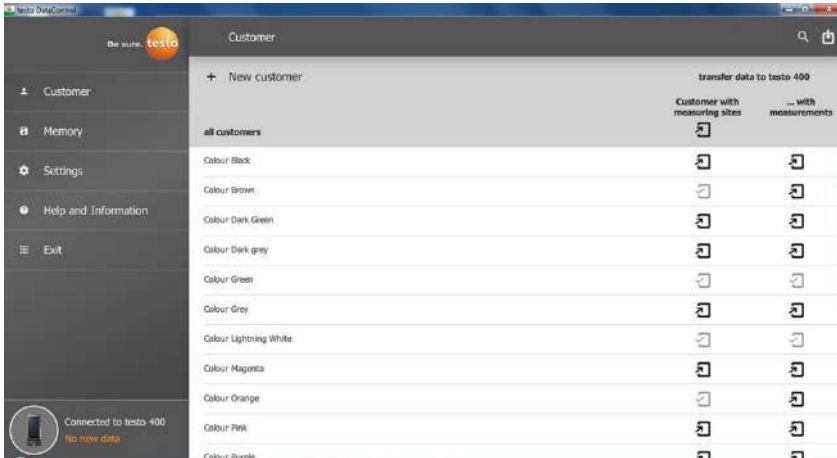 testo DataControl
Be sure. testo
Customer
Customer
Memory
Settings
Help and Information
Exit
Connected to testo 400
No new data
+ New customer
transfer data to testo 400
Customer with
measuring sites
... with
measurements
all customers
Colour Black
Colour Brown
Colour Dark Green
Colour Dark grey
Colour Green
Colour Grey
Colour Lightning White
Colour Magenta
Colour Orange
Colour Pink
Colour Purple